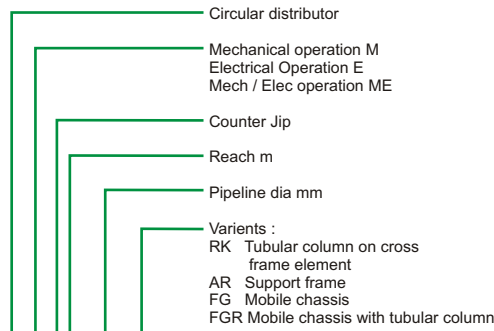 Circular distributor
Mechanical operation M
Electrical Operation E
Mech / Elec operation ME
Counter Jip
Reach m
Pipeline dia mm
Varients :
RK Tubular column on cross
frame element
AR Support frame
FG Mobile chassis
FGR Mobile chassis with tubular column